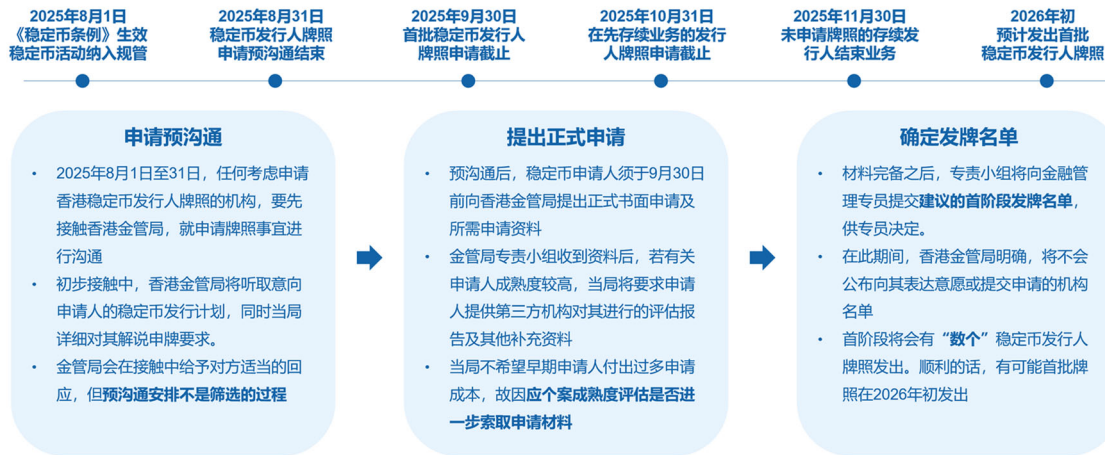 2025年8月1日
《稳定币条例》生效
稳定币活动纳入规管
2025年8月31日
稳定币发行人牌照
申请预沟通结束
2025年9月30日
首批稳定币发行人
牌照申请截止
2025年10月31日
在先存续业务的发行
人牌照申请截止
2025年11月30日
未申请牌照的存续发
行人结束业务
2026年初
预计发出首批
稳定币发行人牌照
申请预沟通
• 2025年8月1日至31日，任何考虑申请
香港稳定币发行人牌照的机构，要先
接触香港金管局，就申请牌照事宜进
行沟通
• 初步接触中，香港金管局将听取意向
申请人的稳定币发行计划，同时当局
详细对其解说申牌要求。
• 金管局会在接触中给予对方适当的回
应，但预沟通安排不是筛选的过程
提出正式申请
• 预沟通后，稳定币申请人须于9月30日
前向香港金管局提出正式书面申请及
所需申请资料
• 金管局专责小组收到资料后，若有关
申请人成熟度较高，当局将要求申请
人提供第三方机构对其进行的评估报
告及其他补充资料
• 当局不希望早期申请人付出过多申请
成本，故因应个案成熟度评估是否进
一步索取申请材料
确定发牌名单
• 材料完备之后，专责小组将向金融管
理专员提交建议的首阶段发牌名单，
供专员决定。
• 在此期间，香港金管局明确，将不会
公布向其表达意愿或提交申请的机构
名单
• 首阶段将会有“数个”稳定币发行人
牌照发出。顺利的话，有可能首批牌
照在2026年初发出